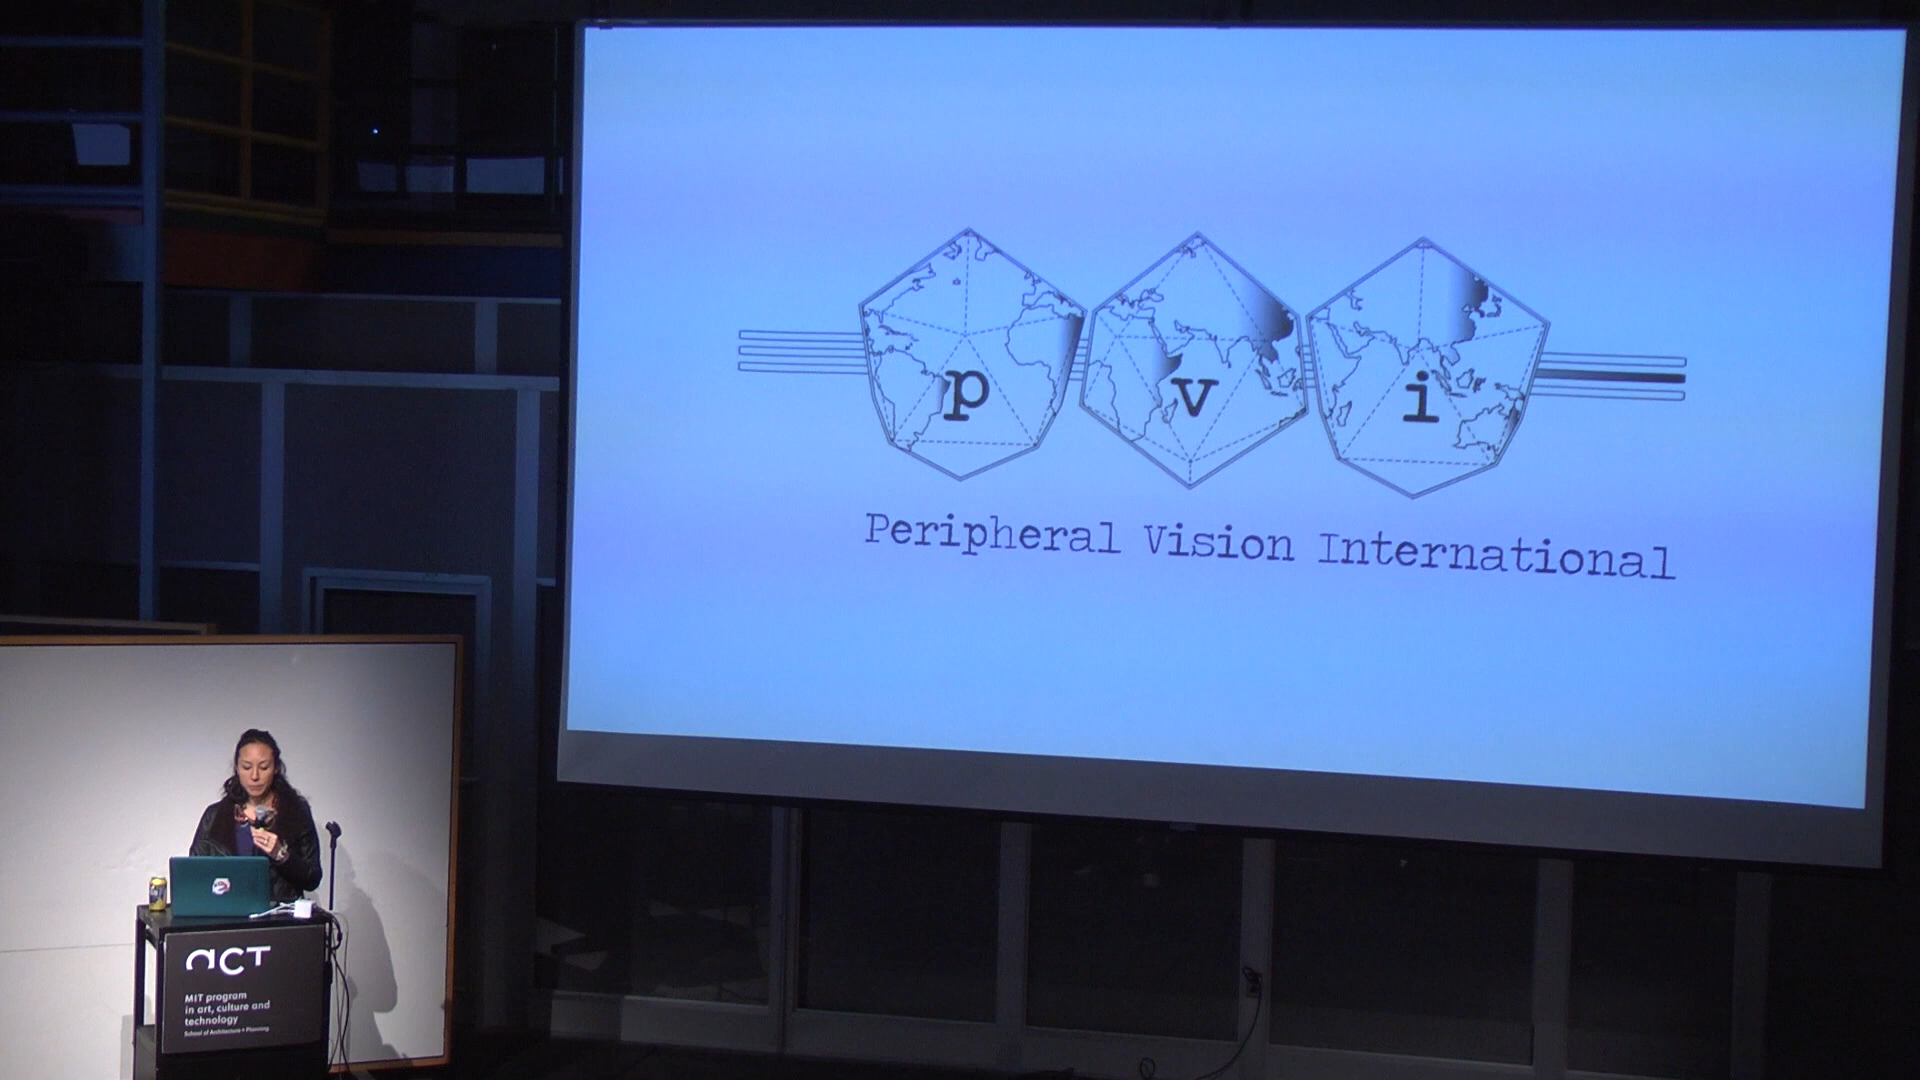 p v i
Peripheral Vision International
act
MIT program
in art, culture and
technology
School of Architecture + Planning